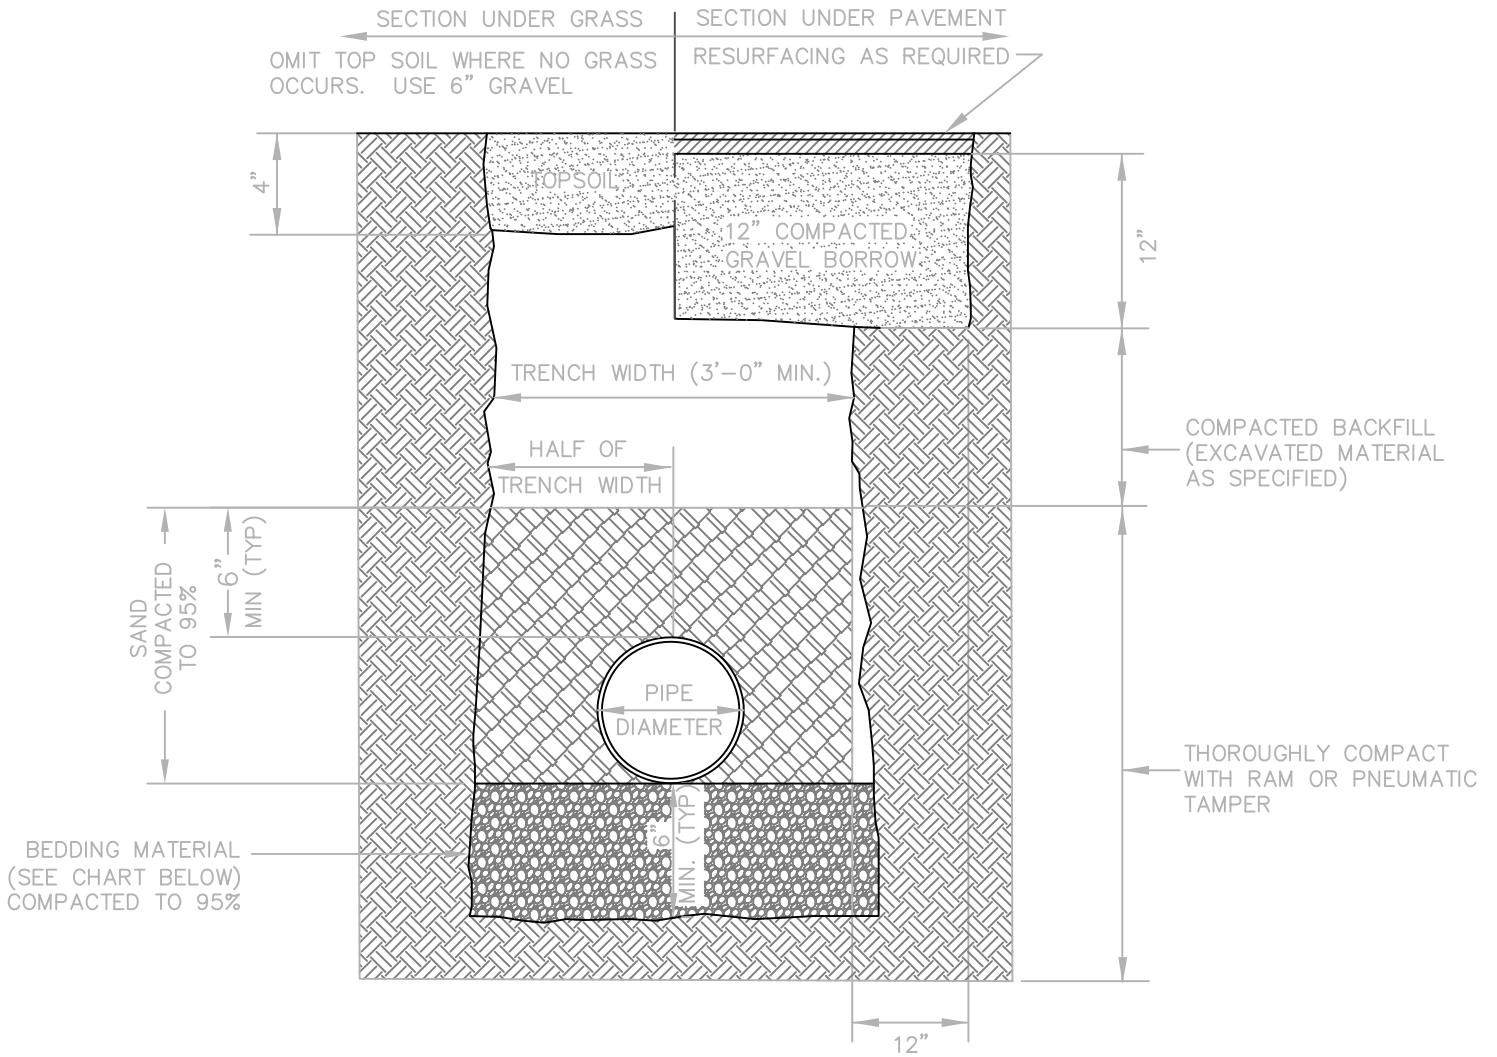 SECTION UNDER GRASS
SECTION UNDER PAVEMENT
OMIT TOP SOIL WHERE NO GRASS
OCCURS. USE 6" GRAVEL
RESURFACING AS REQUIRED
4"
TOPSOIL
12" COMPACTED
GRAVEL BORROW
12"
TRENCH WIDTH (3'-0" MIN.)
HALF OF
TRENCH WIDTH
COMPACTED BACKFILL
(EXCAVATED MATERIAL
AS SPECIFIED)
SAND
COMPACTED
TO 95%
6"
MIN (TYP)
PIPE
DIAMETER
THOROUGHLY COMPACT
WITH RAM OR PNEUMATIC
TAMPER
6"
MIN. (TYP)
BEDDING MATERIAL
(SEE CHART BELOW)
COMPACTED TO 95%
12"